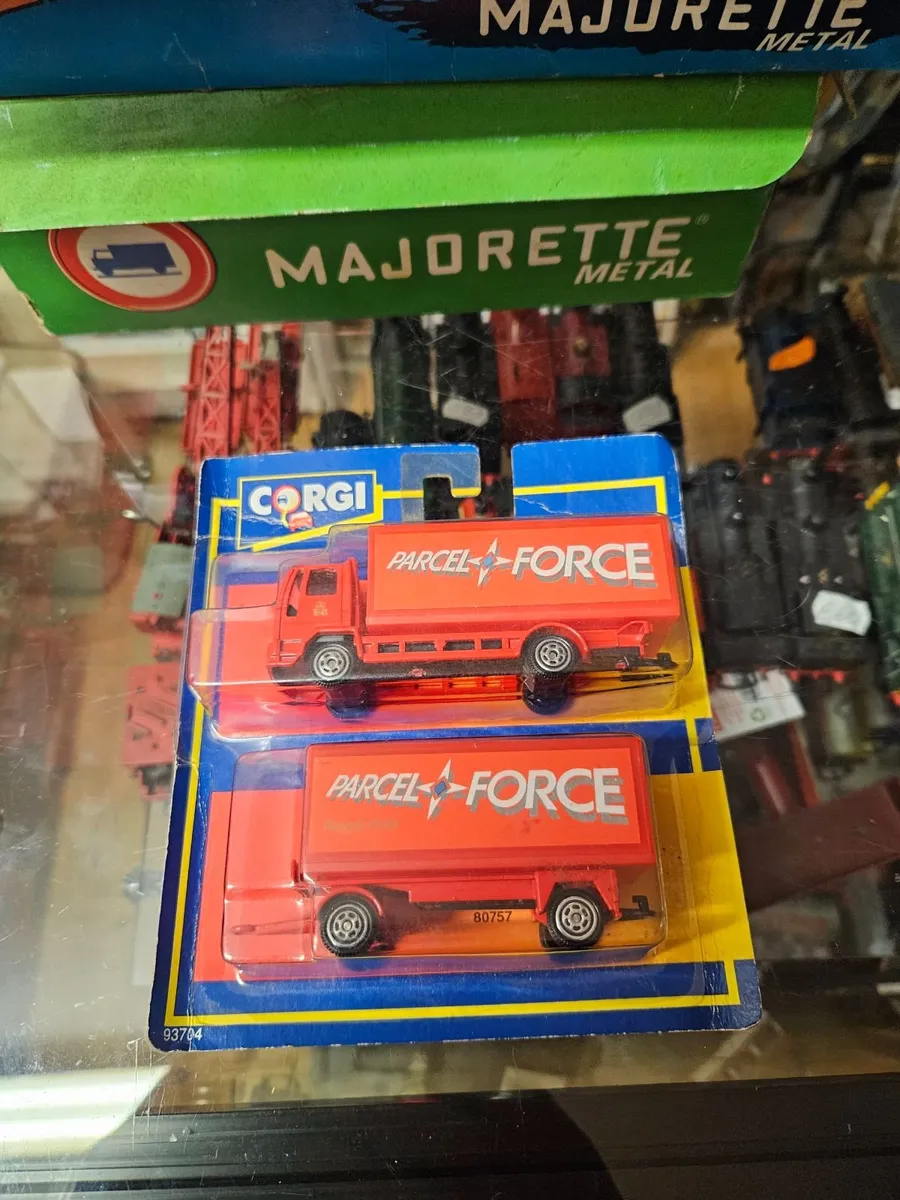 MAJORETTE
METAL
MAJORETTE®
METAL
CORGI
PARCEL FORCE
PARCEL FORCE
80757
93704